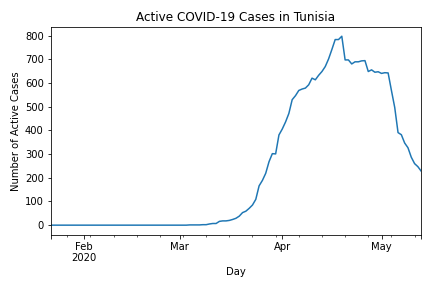 Active COVID-19 Cases in Tunisia
Number of Active Cases
800
700
600
500
400
300
200
100
0
Feb
2020
Mar
Apr
May
Day